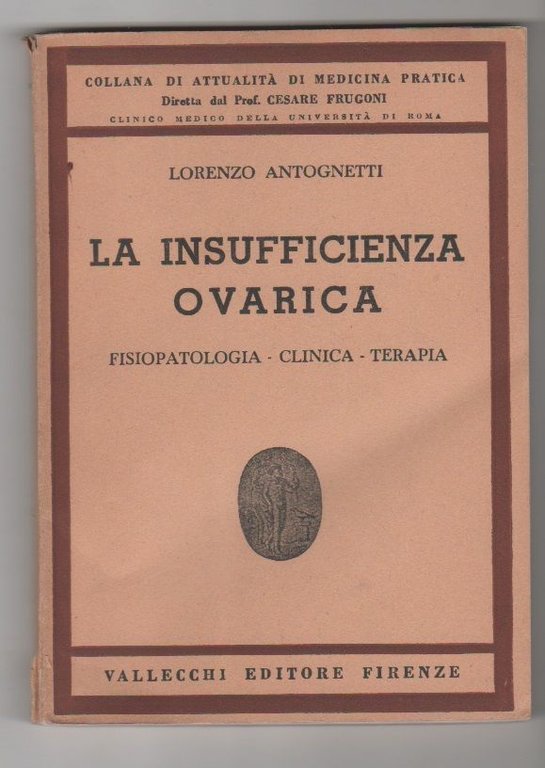 COLLANA DI ATTUALITÀ DI MEDICINA PRATICA
Diretta dal Prof. CESARE FRUGONI
CLINICO MEDICO DELLA UNIVERSITÀ DI ROMA
LORENZO ANTOGNETTI
LA INSUFFICIENZA
OVARICA
FISIOPATOLOGIA - CLINICA - TERAPIA
VALLECCHI EDITORE FIRENZE